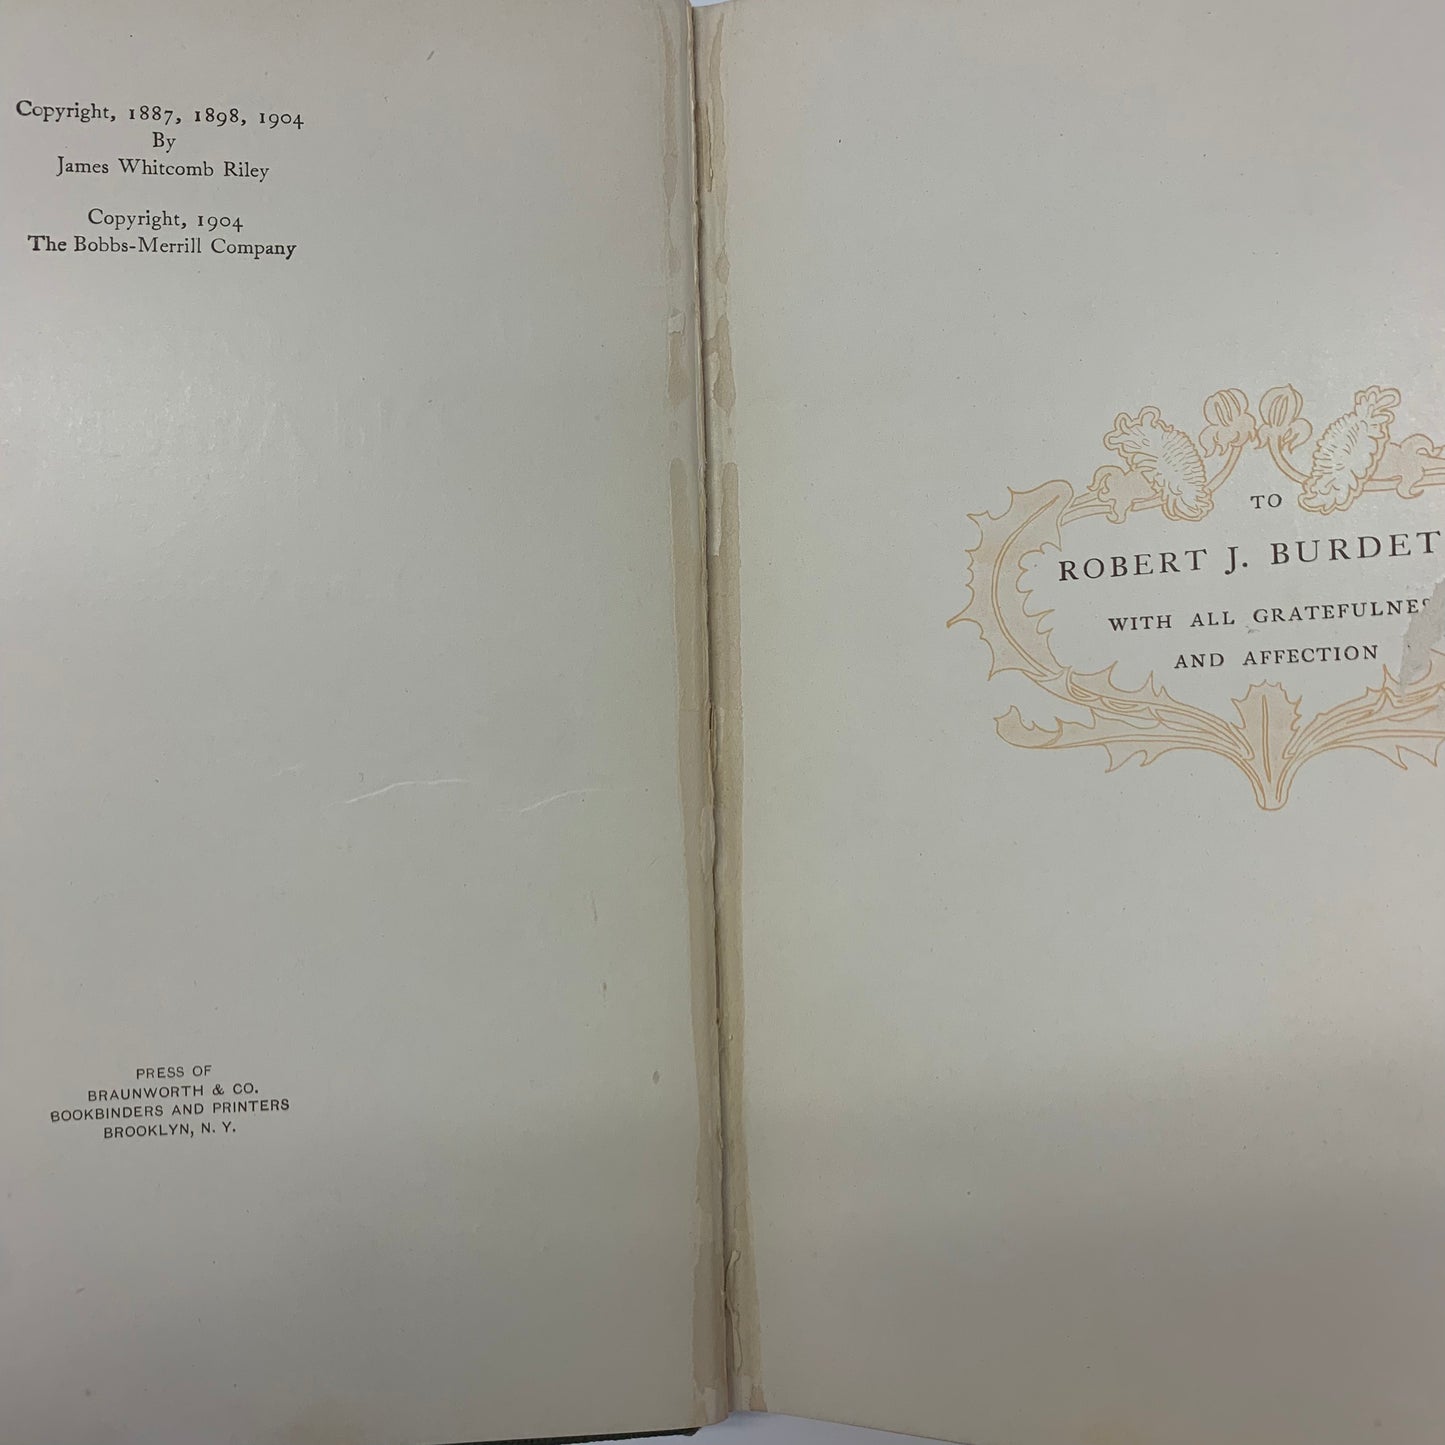 Copyright, 1887, 1898, 1904
By
James Whitcomb Riley
Copyright, 1904
The Bobbs-Merrill Company
PRESS OF
BRAUNWORTH & CO.
BOOKBINDERS AND PRINTERS
BROOKLYN, N. Y.
TO
ROBERT J. BURDET
WITH ALL GRATEFULNES
AND AFFECTION